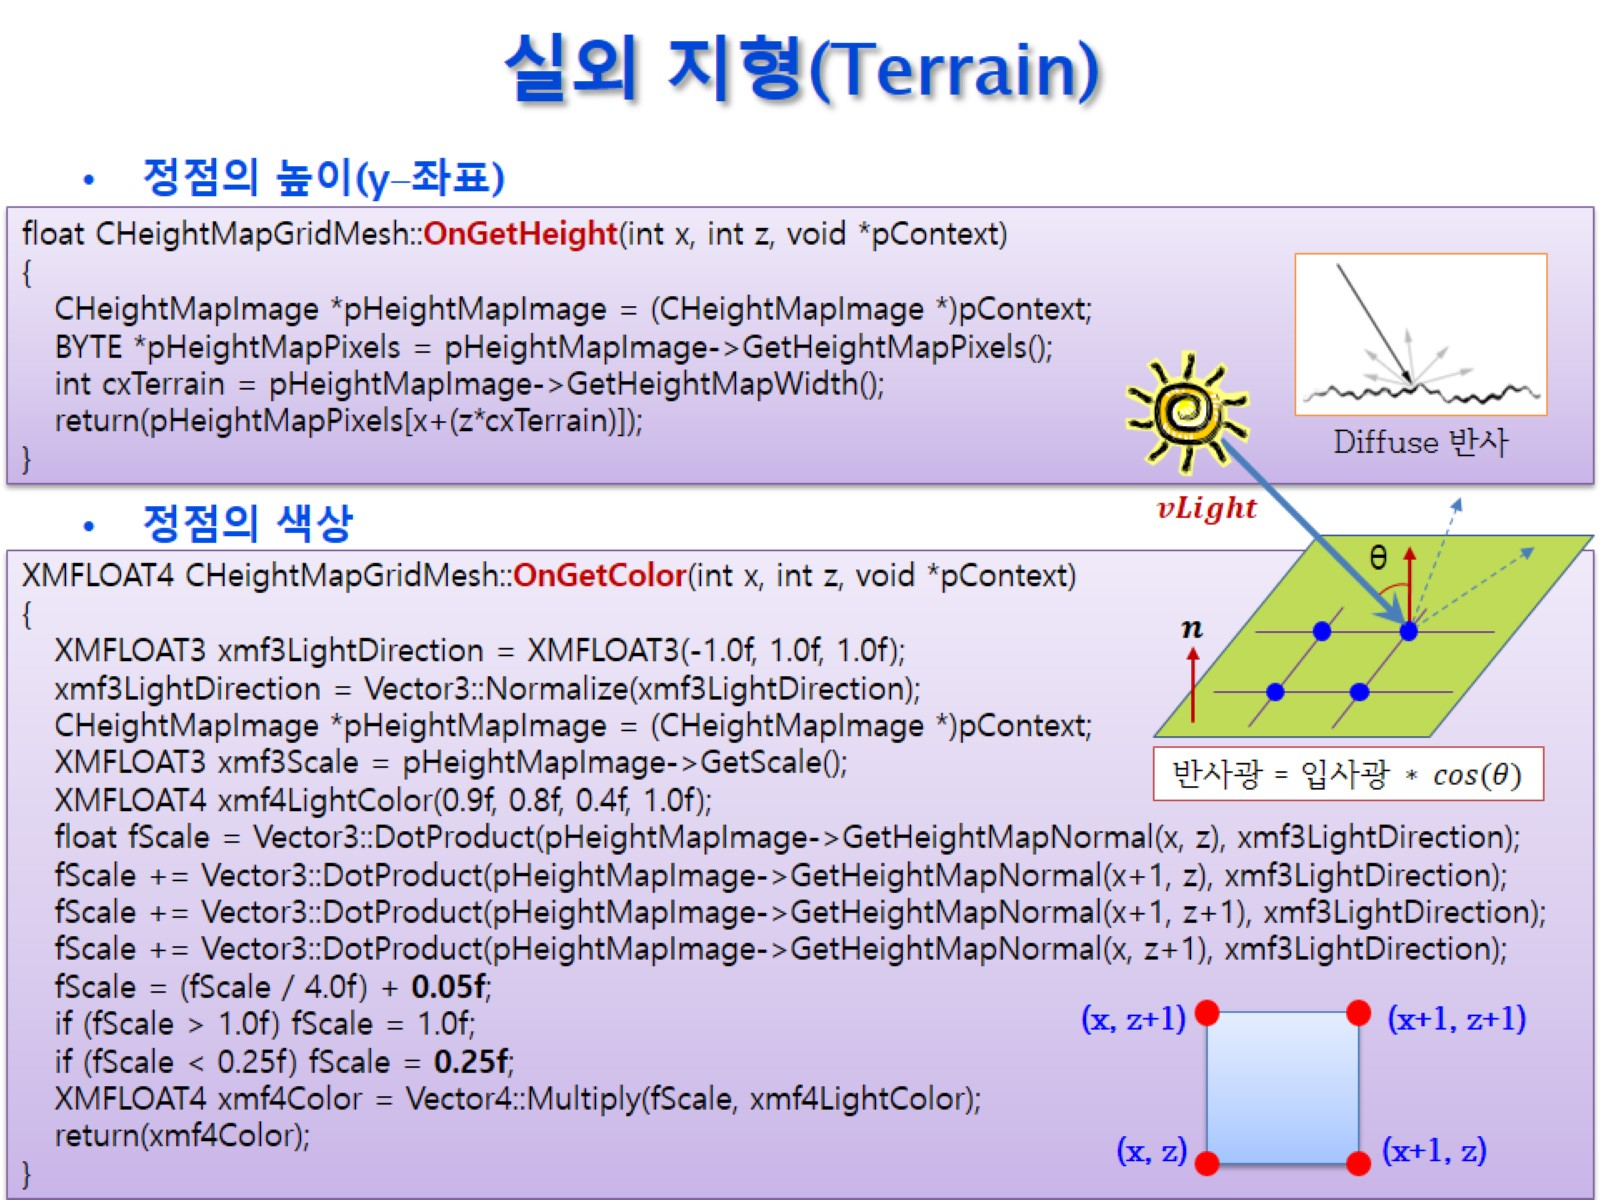 실외 지형(Terrain)
• 정점의 높이(y–좌표)
float CHeightMapGridMesh::OnGetHeight(int x, int z, void *pContext)
{
CHeightMapImage *pHeightMapImage = (CHeightMapImage *)pContext;
BYTE *pHeightMapPixels = pHeightMapImage->GetHeightMapPixels();
int cxTerrain = pHeightMapImage->GetHeightMapWidth();
return(pHeightMapPixels[x+(z*cxTerrain)]);
}
Diffuse 반사
vLight
• 정점의 색상
XMFLOAT4 CHeightMapGridMesh::OnGetColor(int x, int z, void *pContext)
{
XMFLOAT3 xmf3LightDirection = XMFLOAT3(-1.0f, 1.0f, 1.0f);
xmf3LightDirection = Vector3::Normalize(xmf3LightDirection);
CHeightMapImage *pHeightMapImage = (CHeightMapImage *)pContext;
XMFLOAT3 xmf3Scale = pHeightMapImage->GetScale();
XMFLOAT4 xmf4LightColor(0.9f, 0.8f, 0.4f, 1.0f);
float fScale = Vector3::DotProduct(pHeightMapImage->GetHeightMapNormal(x, z), xmf3LightDirection);
fScale += Vector3::DotProduct(pHeightMapImage->GetHeightMapNormal(x+1, z), xmf3LightDirection);
fScale += Vector3::DotProduct(pHeightMapImage->GetHeightMapNormal(x+1, z+1), xmf3LightDirection);
fScale += Vector3::DotProduct(pHeightMapImage->GetHeightMapNormal(x, z+1), xmf3LightDirection);
fScale = (fScale / 4.0f) + 0.05f;
if (fScale > 1.0f) fScale = 1.0f;
if (fScale < 0.25f) fScale = 0.25f;
XMFLOAT4 xmf4Color = Vector4::Multiply(fScale, xmf4LightColor);
return(xmf4Color);
}
θ
n
반사광 = 입사광 * cos(θ)
(x, z+1)
(x+1, z+1)
(x, z)
(x+1, z)